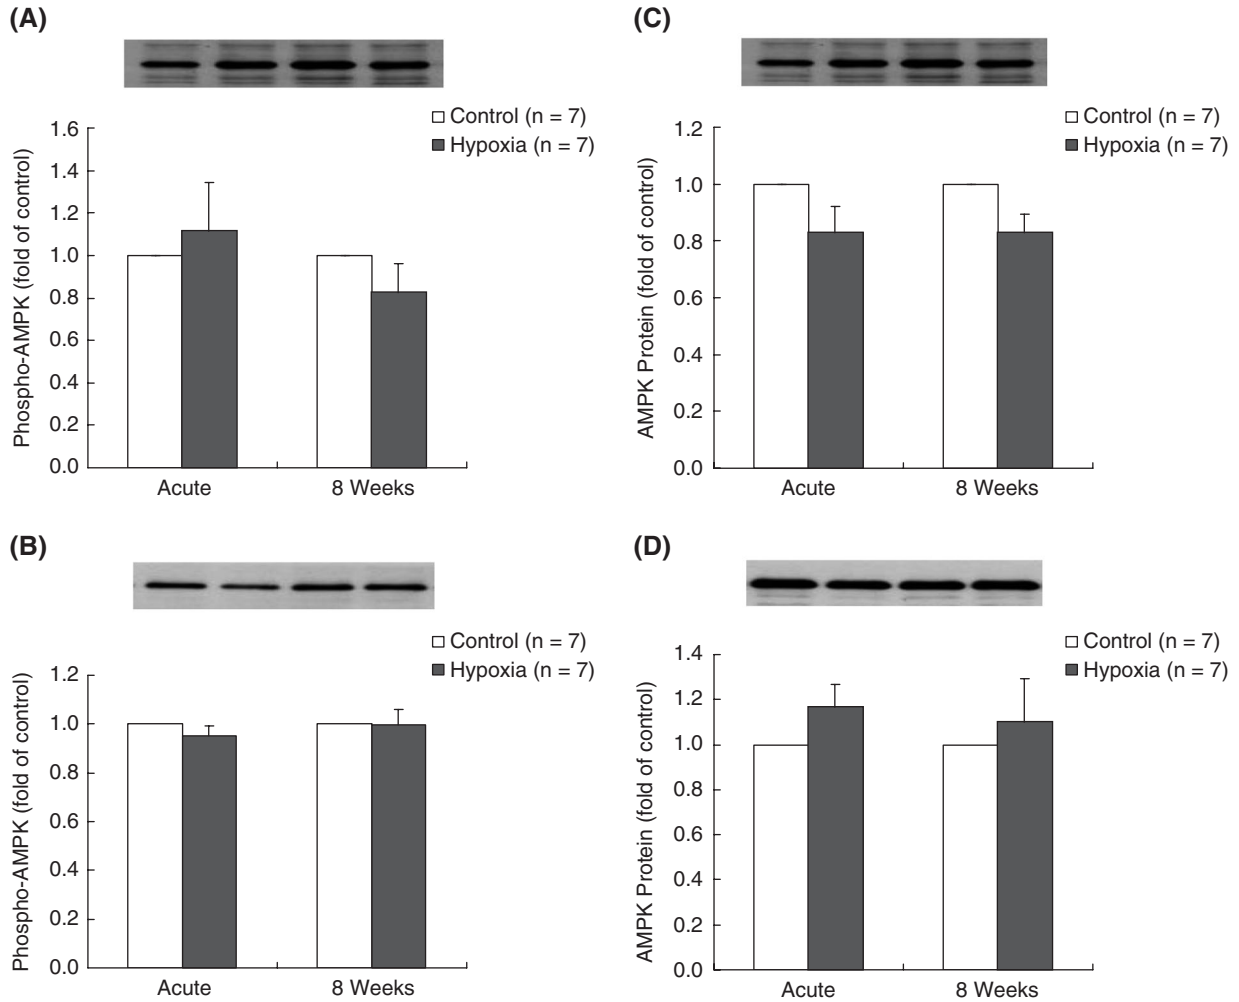 (A)
Control (n = 7)
Hypoxia (n = 7)
Phospho-AMPK (fold of control)
1.6
1.4
1.2
1.0
0.8
0.6
0.4
0.2
0.0
Acute
8 Weeks
(C)
Control (n = 7)
Hypoxia (n = 7)
AMPK Protein (fold of control)
1.2
1.0
0.8
0.6
0.4
0.2
0.0
Acute
8 Weeks
(B)
Control (n = 7)
Hypoxia (n = 7)
Phospho-AMPK (fold of control)
1.2
1.0
0.8
0.6
0.4
0.2
0.0
Acute
8 Weeks
(D)
Control (n = 7)
Hypoxia (n = 7)
AMPK Protein (fold of control)
1.4
1.2
1.0
0.8
0.6
0.4
0.2
0.0
Acute
8 Weeks